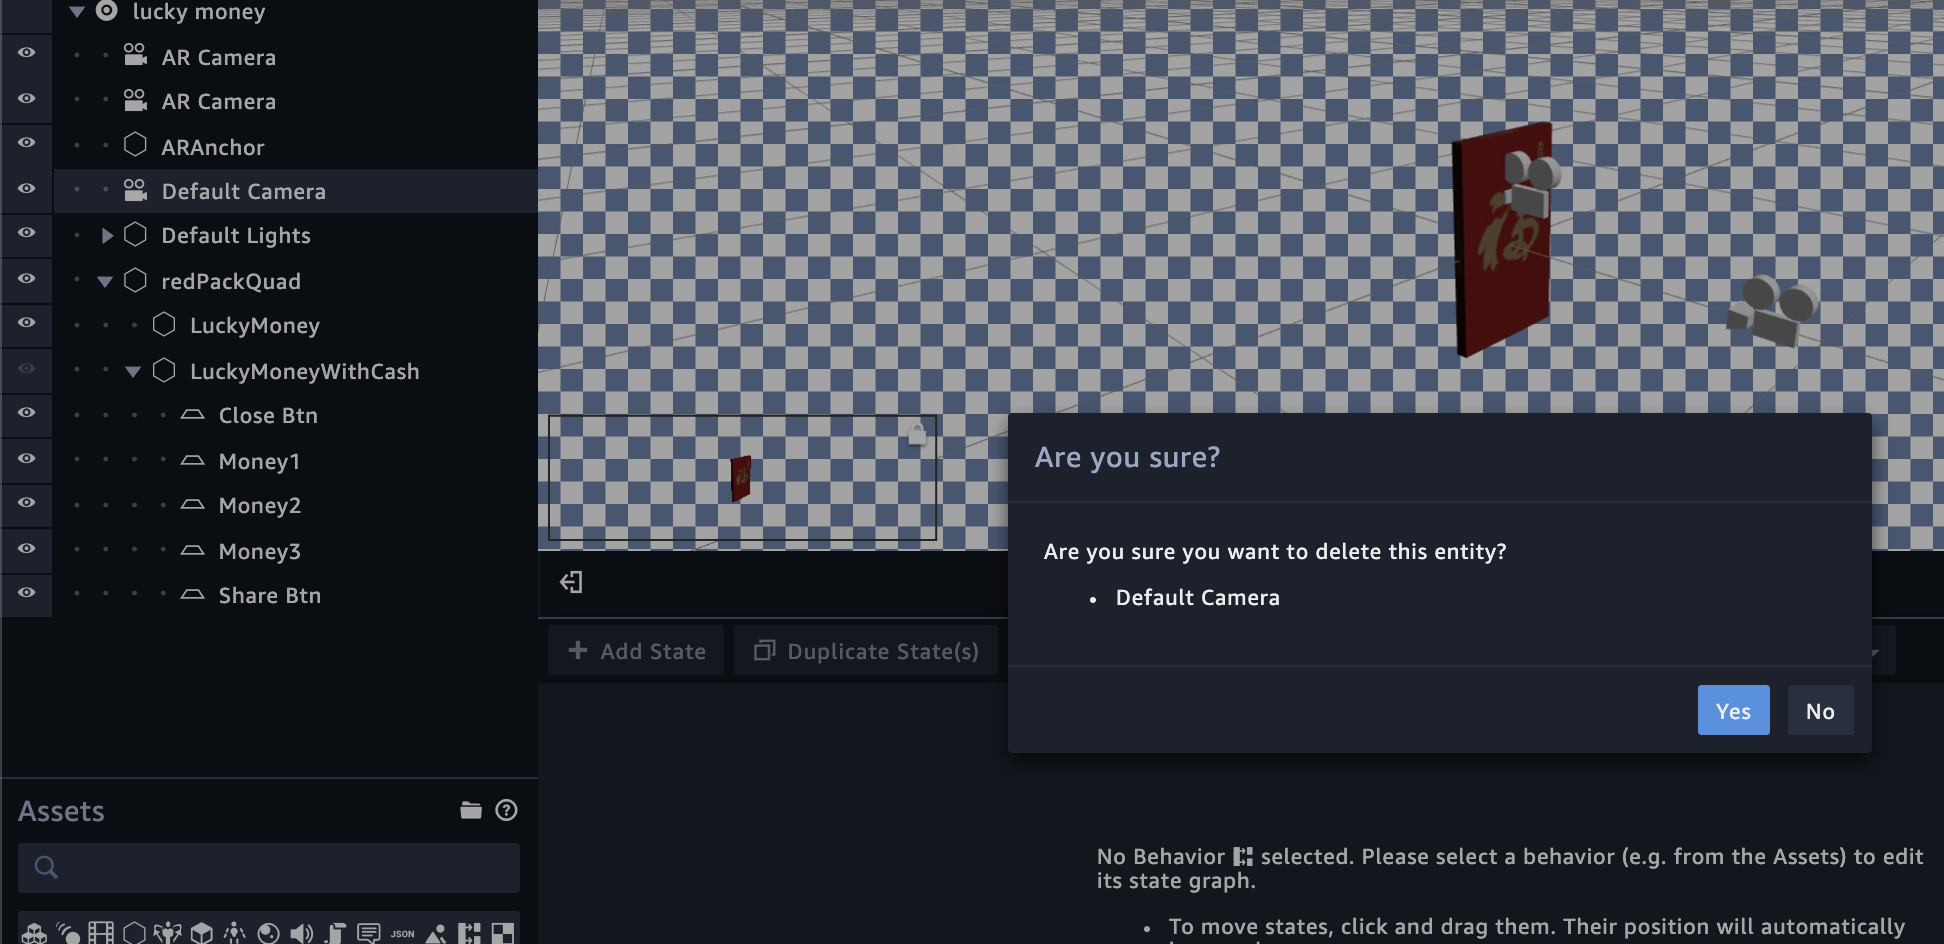 lucky money
AR Camera
AR Camera
ARAnchor
Default Camera
Default Lights
redPackQuad
LuckyMoney
LuckyMoneyWithCash
Close Btn
Money1
Money2
Money3
Share Btn
Assets
JSON
福
福
Are you sure?
Are you sure you want to delete this entity?
• Default Camera
Yes
No
+ Add State
Duplicate State(s)
No Behavior selected. Please select a behavior (e.g. from the Assets) to edit
its state graph.
• To move states, click and drag them. Their position will automatically